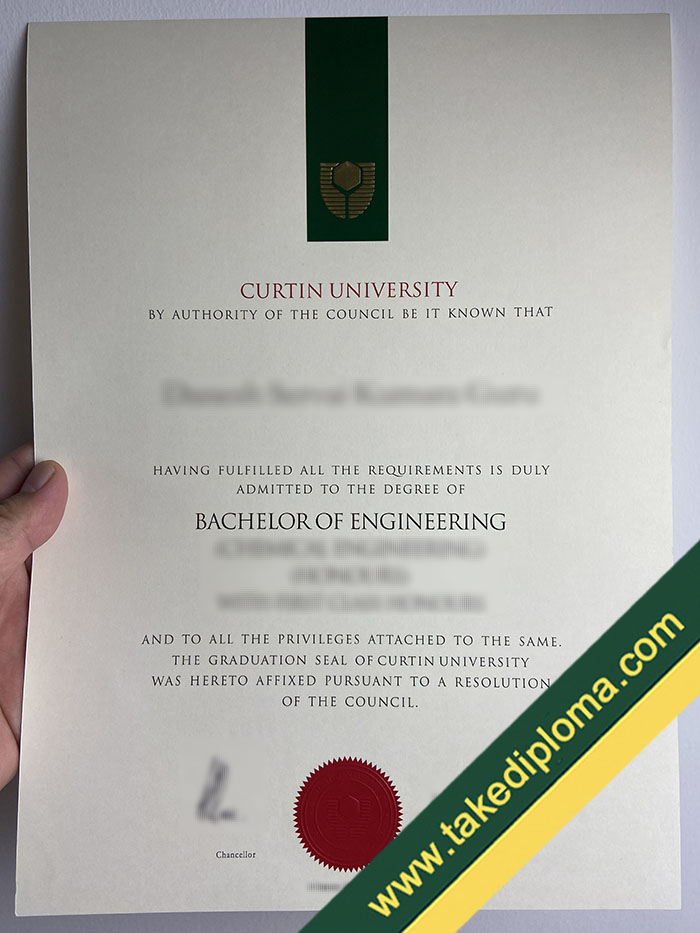 CURTIN UNIVERSITY
BY AUTHORITY OF THE COUNCIL BE IT KNOWN THAT
HAVING FULFILLED ALL THE REQUIREMENTS IS DULY
ADMITTED TO THE DEGREE OF
BACHELOR OF ENGINEERING
AND TO ALL THE PRIVILEGES ATTACHED TO THE SAME.
THE GRADUATION SEAL OF CURTIN UNIVERSITY
WAS HERETO AFFIXED PURSUANT TO A RESOLUTION
OF THE COUNCIL.
Chancellor
www.takediploma.com